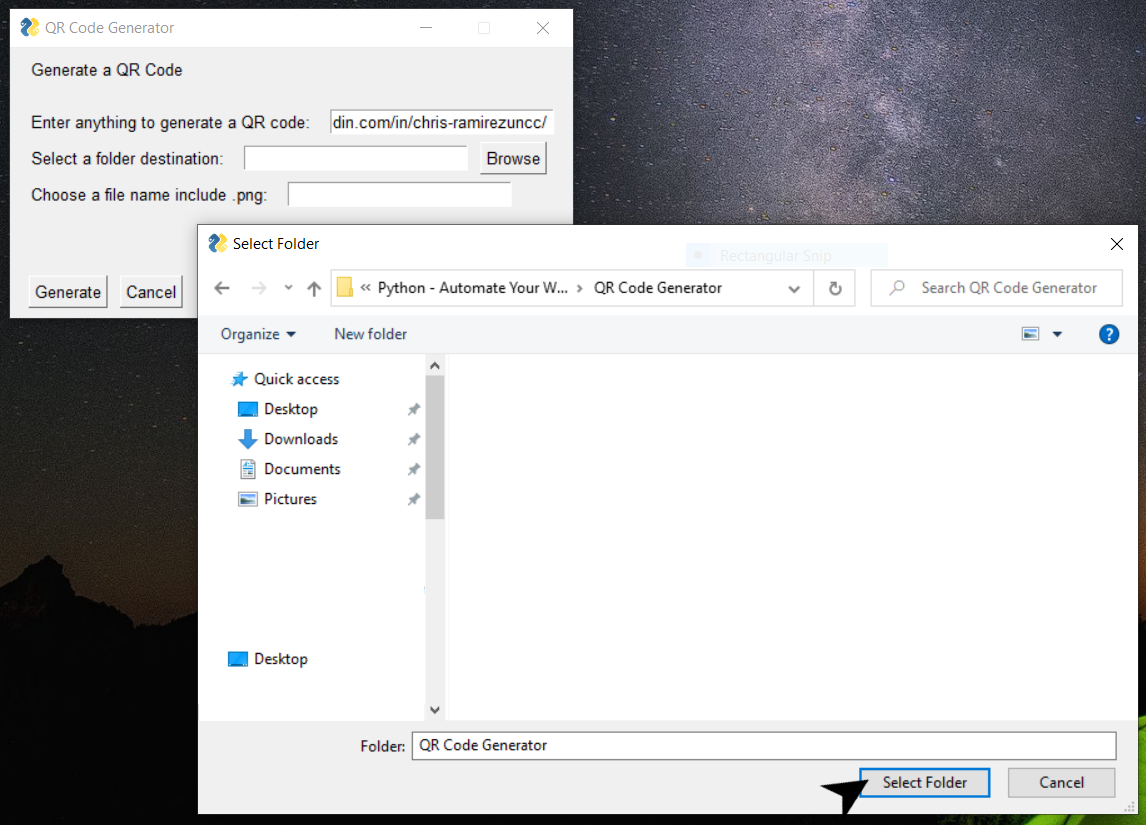 QR Code Generator
Generate a QR Code
Enter anything to generate a QR code: din.com/in/chris-ramirezuncc/
Select a folder destination: Browse
Choose a file name include .png:
Generate Cancel
Select Folder
Rectangular Snip
« Python - Automate Your W... › QR Code Generator Search QR Code Generator
Organize New folder ?
Quick access
Desktop
Downloads
Documents
Pictures
Desktop
Folder: QR Code Generator
Select Folder Cancel